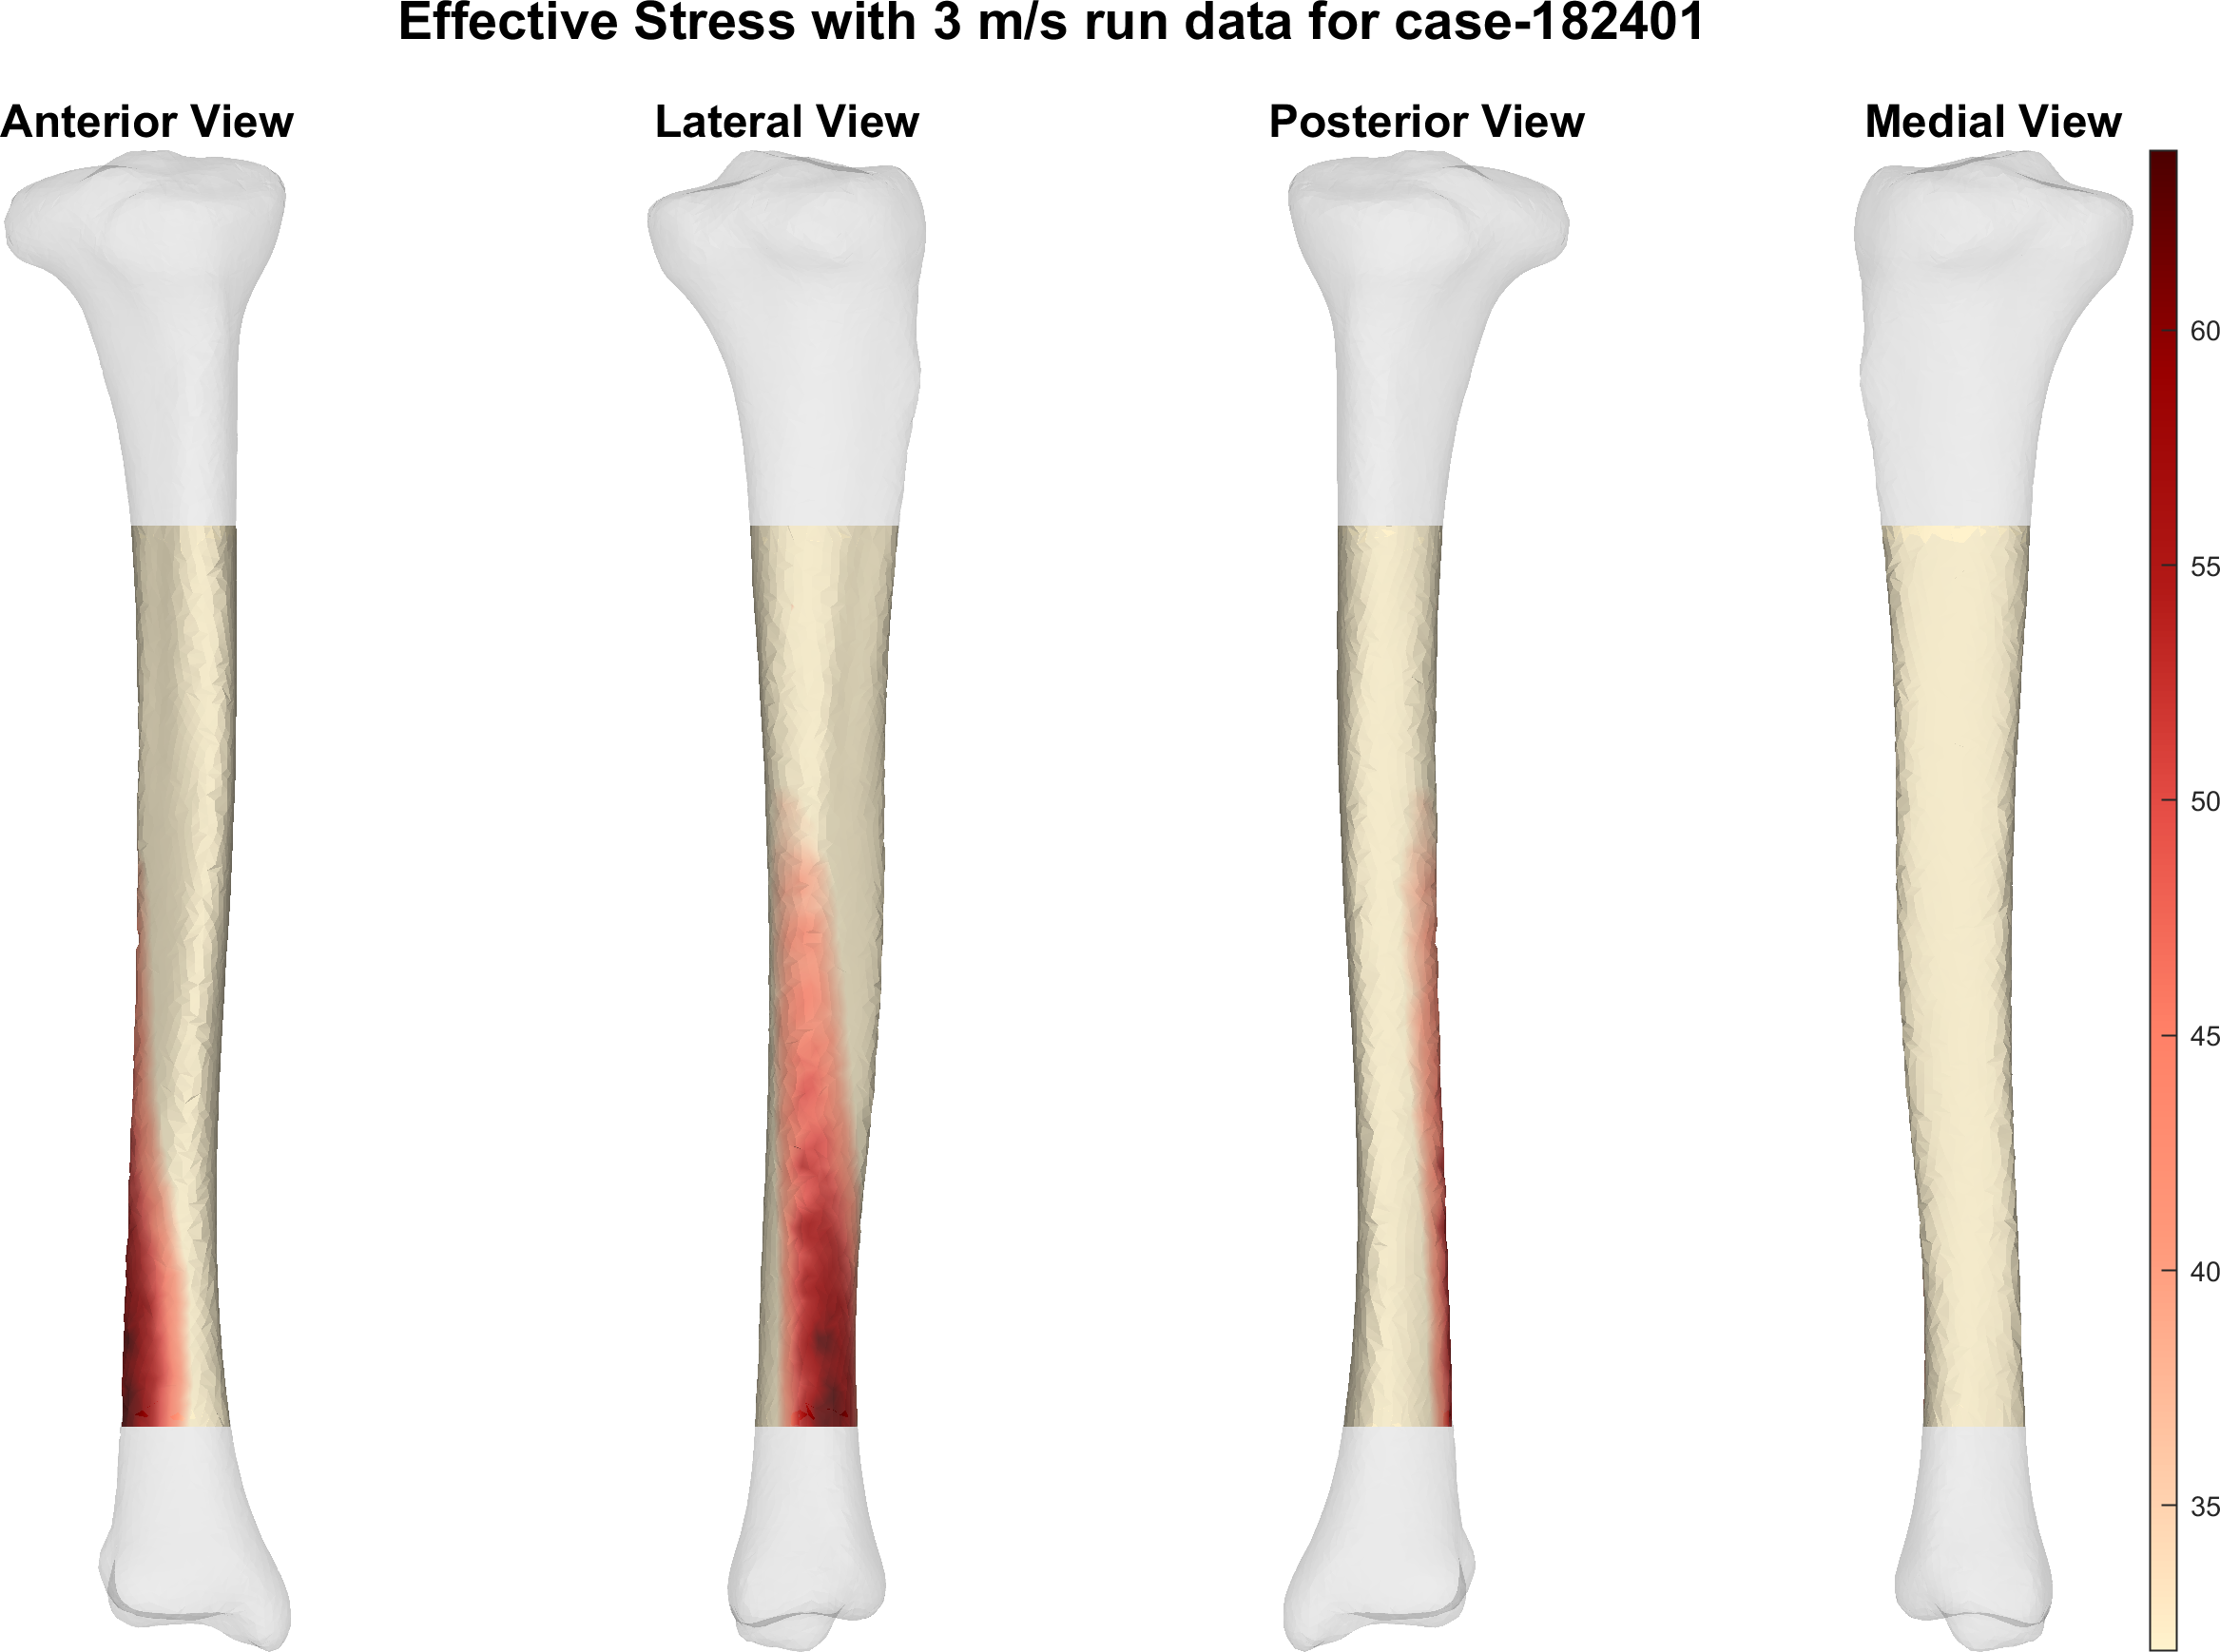 Effective Stress with 3 m/s run data for case-182401
Anterior View
Lateral View
Posterior View
Medial View
60
55
50
45
40
35